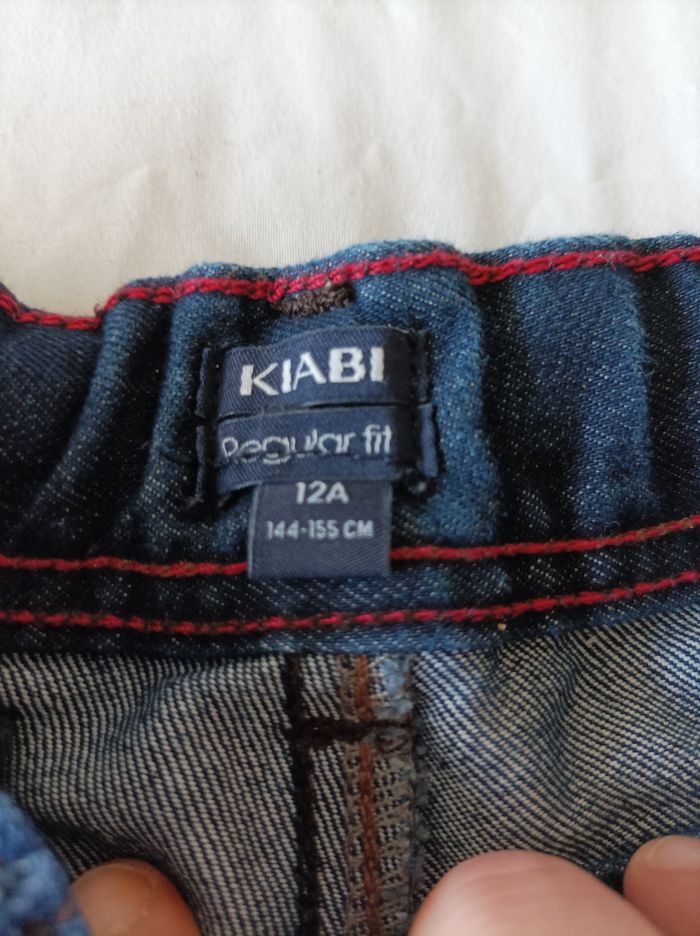 KIABI
Regular fit
12A
144-155 CM